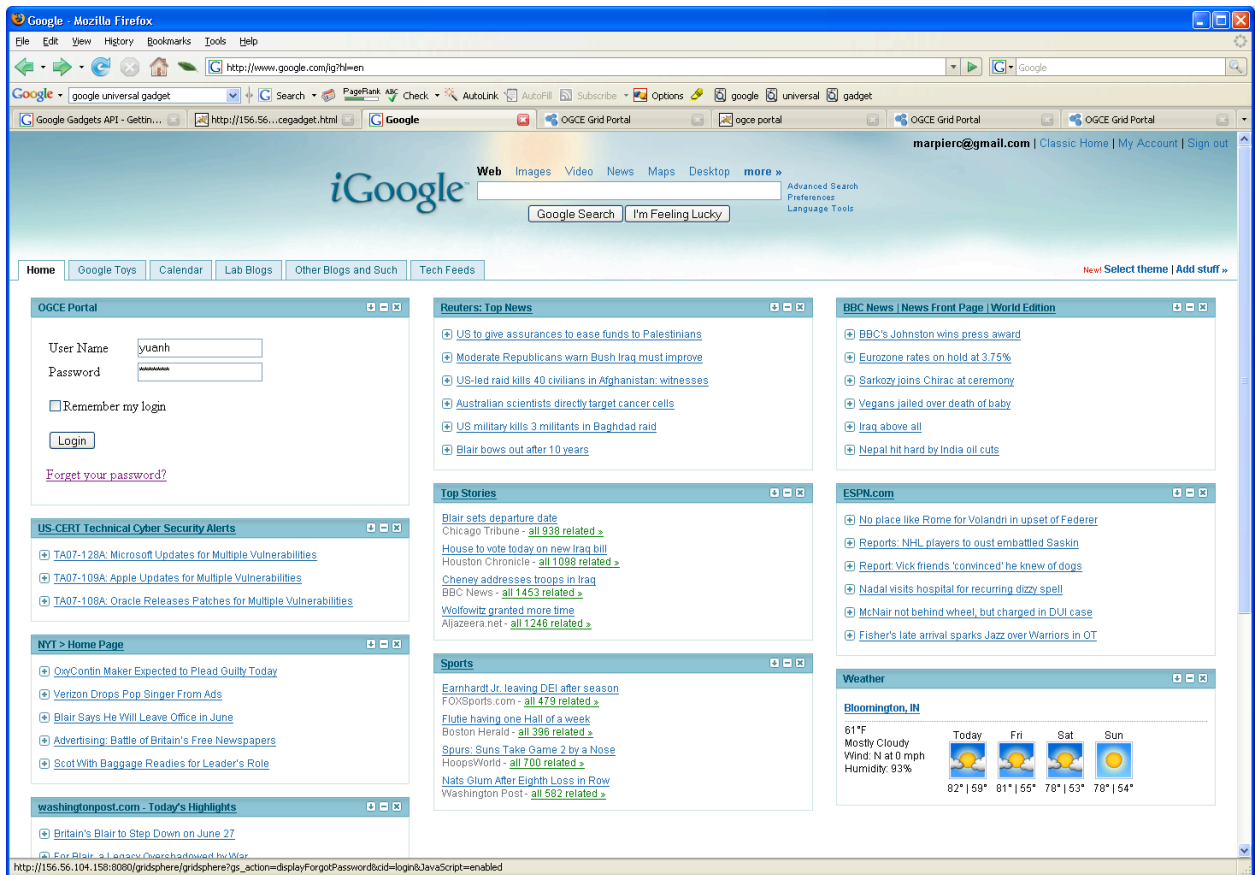 Google - Mozilla Firefox
File Edit View History Bookmarks Tools Help
http://www.google.com/ig?hl=en
Google
Google google universal gadget Search PageRank ABC Check AutoLink AutoFill Subscribe Options google universal gadget
Google Gadgets API - Gettin... http://156.56...cegadget.html Google OGCE Grid Portal ogce portal OGCE Grid Portal OGCE Grid Portal
marpierc@gmail.com | Classic Home | My Account | Sign out
iGoogle™
Web Images Video News Maps Desktop more »
Advanced Search
Preferences
Language Tools
Google Search I'm Feeling Lucky
Home Google Toys Calendar Lab Blogs Other Blogs and Such Tech Feeds
New! Select theme | Add stuff »
OGCE Portal
User Name yuanh
Password *******
Remember my login
Login
Forget your password?
US-CERT Technical Cyber Security Alerts
TA07-128A: Microsoft Updates for Multiple Vulnerabilities
TA07-109A: Apple Updates for Multiple Vulnerabilities
TA07-108A: Oracle Releases Patches for Multiple Vulnerabilities
NYT > Home Page
OxyContin Maker Expected to Plead Guilty Today
Verizon Drops Pop Singer From Ads
Blair Says He Will Leave Office in June
Advertising: Battle of Britain's Free Newspapers
Scot With Baggage Readies for Leader's Role
washingtonpost.com - Today's Highlights
Britain's Blair to Step Down on June 27
For Blair, a Legacy Overshadowed by War
Reuters: Top News
US to give assurances to ease funds to Palestinians
Moderate Republicans warn Bush Iraq must improve
US-led raid kills 40 civilians in Afghanistan: witnesses
Australian scientists directly target cancer cells
US military kills 3 militants in Baghdad raid
Blair bows out after 10 years
Top Stories
Blair sets departure date
Chicago Tribune - all 938 related »
House to vote today on new Iraq bill
Houston Chronicle - all 1098 related »
Cheney addresses troops in Iraq
BBC News - all 1453 related »
Wolfowitz granted more time
Aljazeera.net - all 1246 related »
Sports
Earnhardt Jr. leaving DEI after season
FOXSports.com - all 479 related »
Flutie having one Hall of a week
Boston Herald - all 396 related »
Spurs: Suns Take Game 2 by a Nose
HoopsWorld - all 700 related »
Nats Glum After Eighth Loss in Row
Washington Post - all 582 related »
BBC News | News Front Page | World Edition
BBC's Johnston wins press award
Eurozone rates on hold at 3.75%
Sarkozy joins Chirac at ceremony
Vegans jailed over death of baby
Iraq above all
Nepal hit hard by India oil cuts
ESPN.com
No place like Rome for Volandri in upset of Federer
Reports: NHL players to oust embattled Saskin
Report: Vick friends 'convinced' he knew of dogs
Nadal visits hospital for recurring dizzy spell
McNair not behind wheel, but charged in DUI case
Fisher's late arrival sparks Jazz over Warriors in OT
Weather
Bloomington, IN
61°F
Mostly Cloudy
Wind: N at 0 mph
Humidity: 93%
Today Fri Sat Sun
82° | 59° 81° | 55° 78° | 53° 78° | 54°
http://156.56.104.158:8080/gridsphere/gridsphere?gs_action=displayForgotPassword&cid=login&JavaScript=enabled